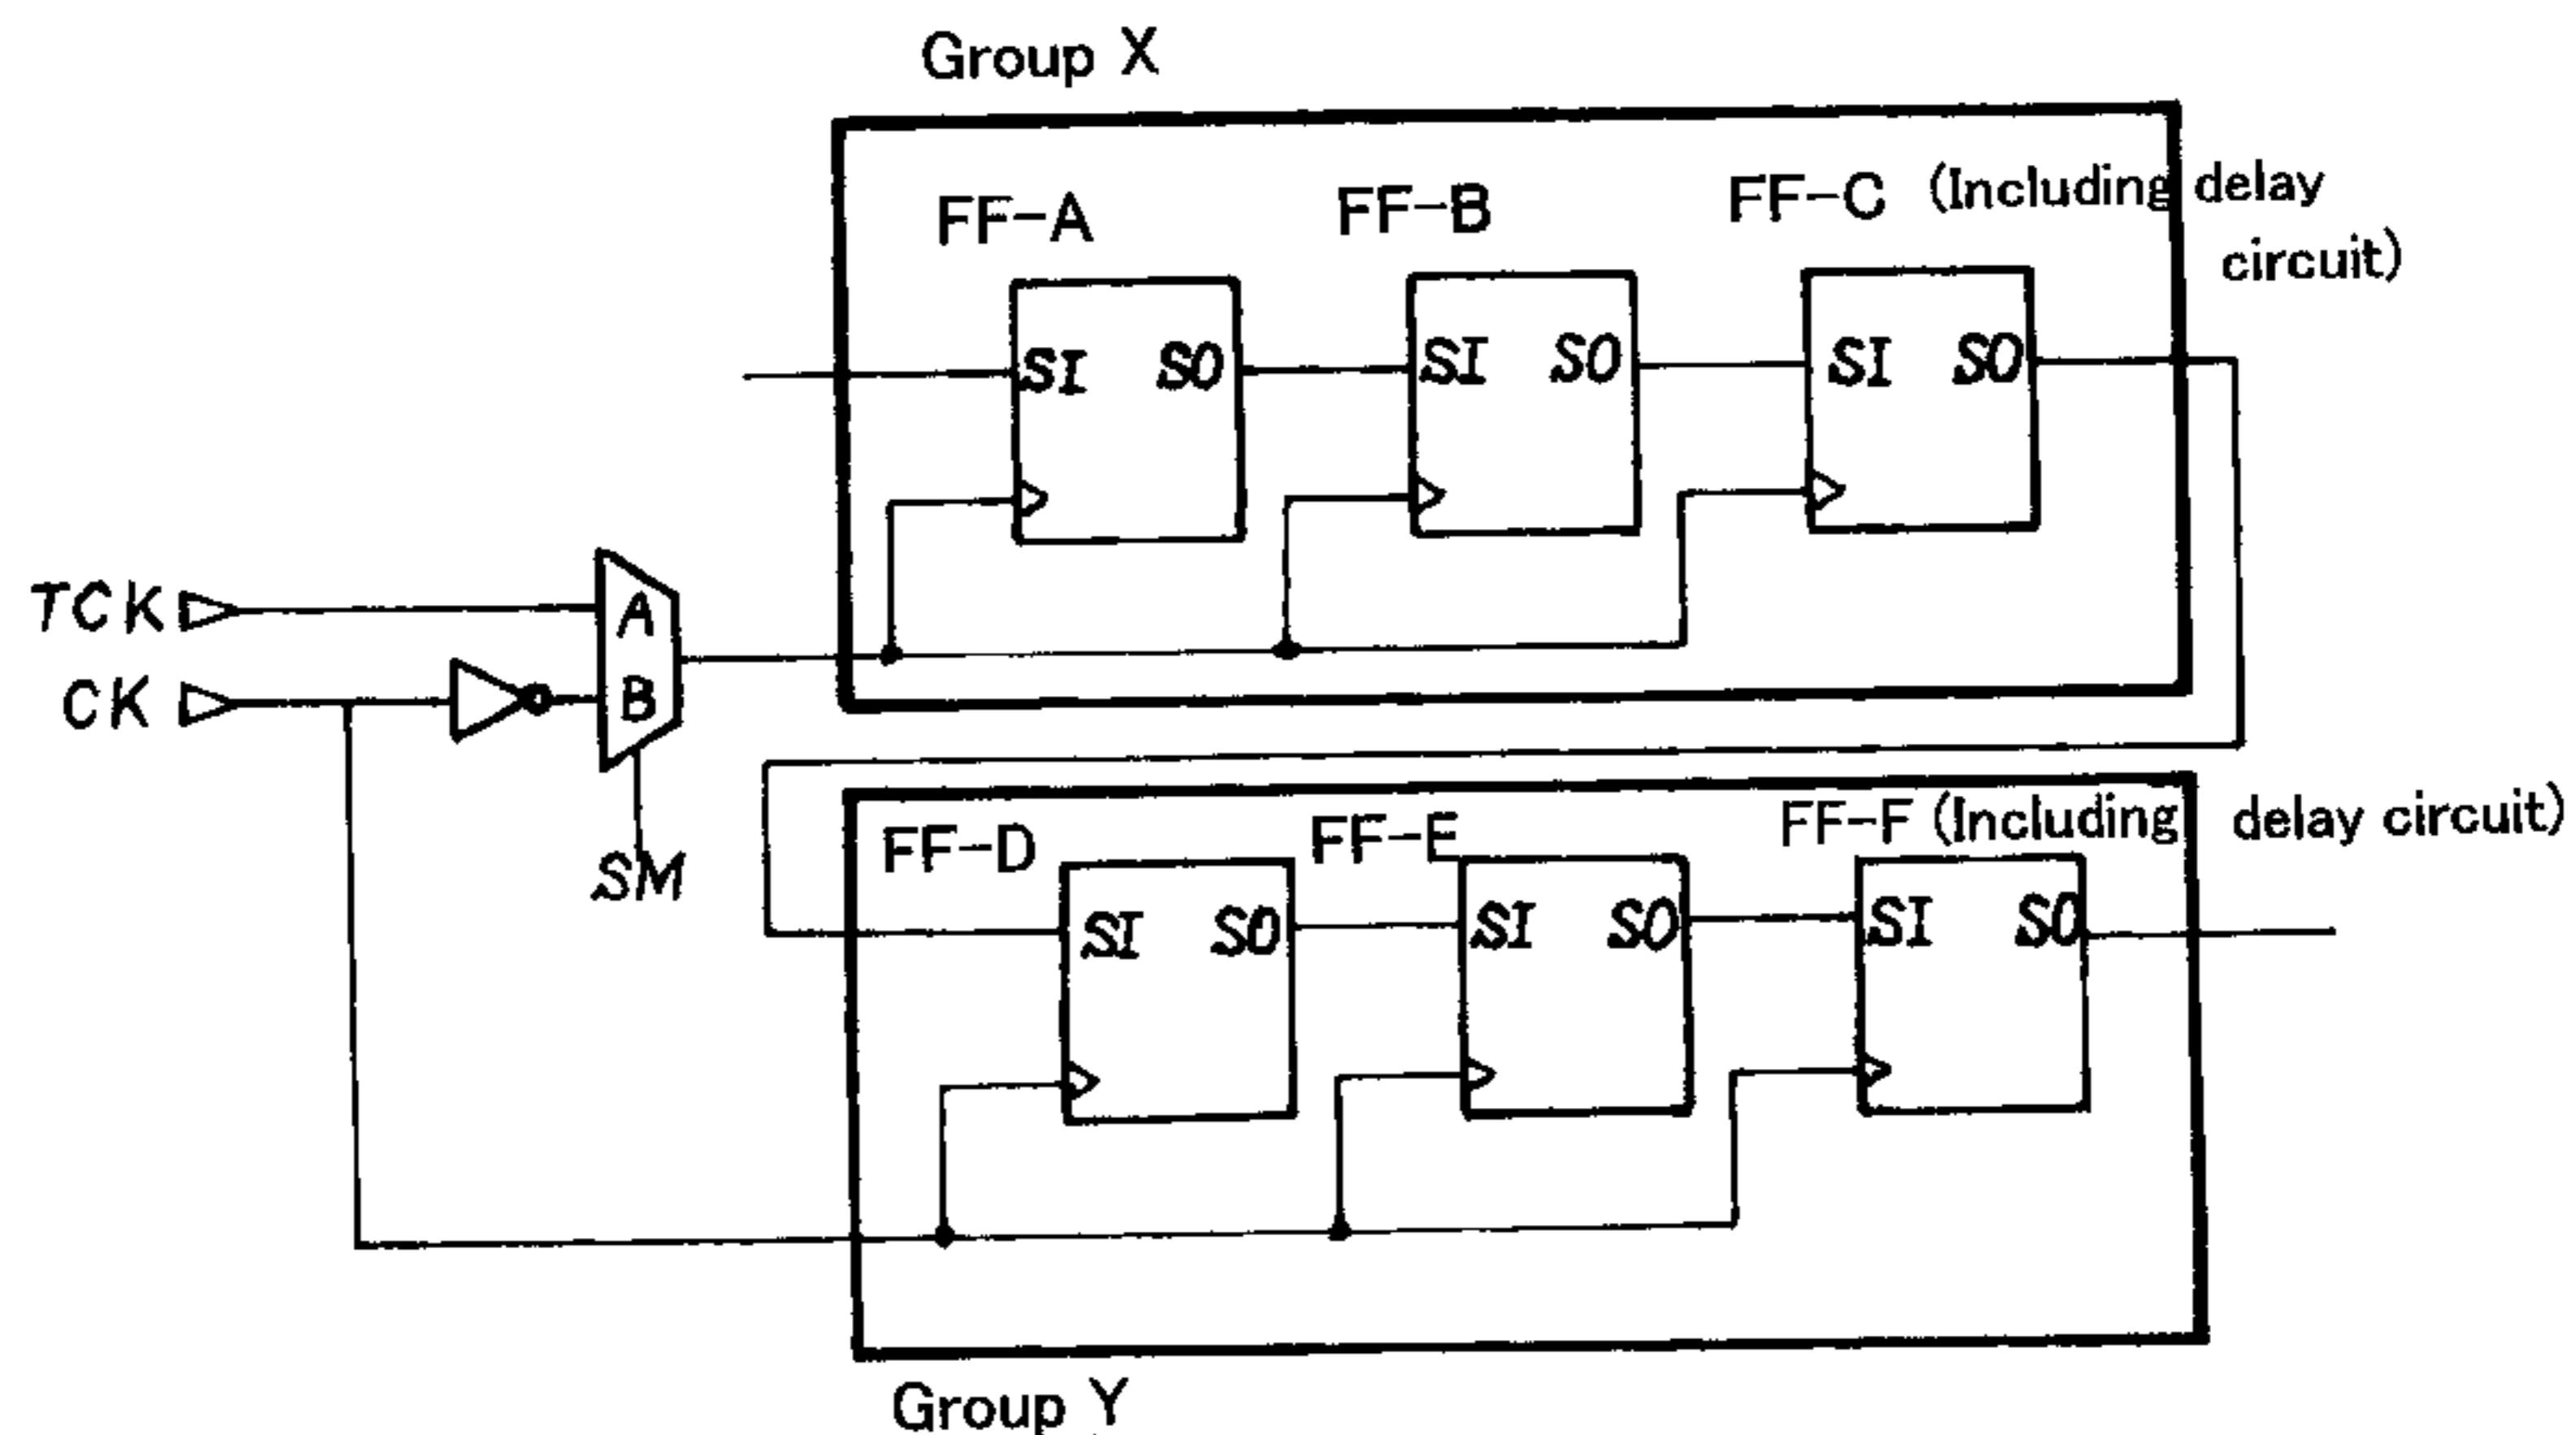 Group X
FF-A
FF-B
FF-C (Including delay
circuit)
SI SO
SI SO
SI SO
TCK
A
CK
B
SM
FF-D
FF-E
FF-F (Including delay circuit)
SI SO
SI SO
SI SO
Group Y